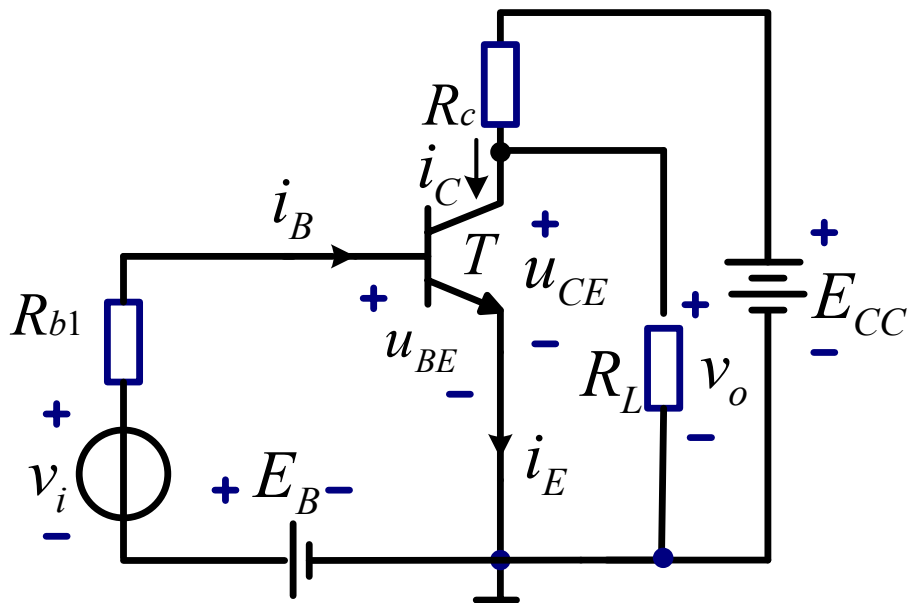 R_c
i_C
i_B
T
u_CE
E_CC
R_b1
u_BE
R_L
v_o
v_i
E_B
i_E
+
−
+
−
+
−
+
−
+
−
+ −